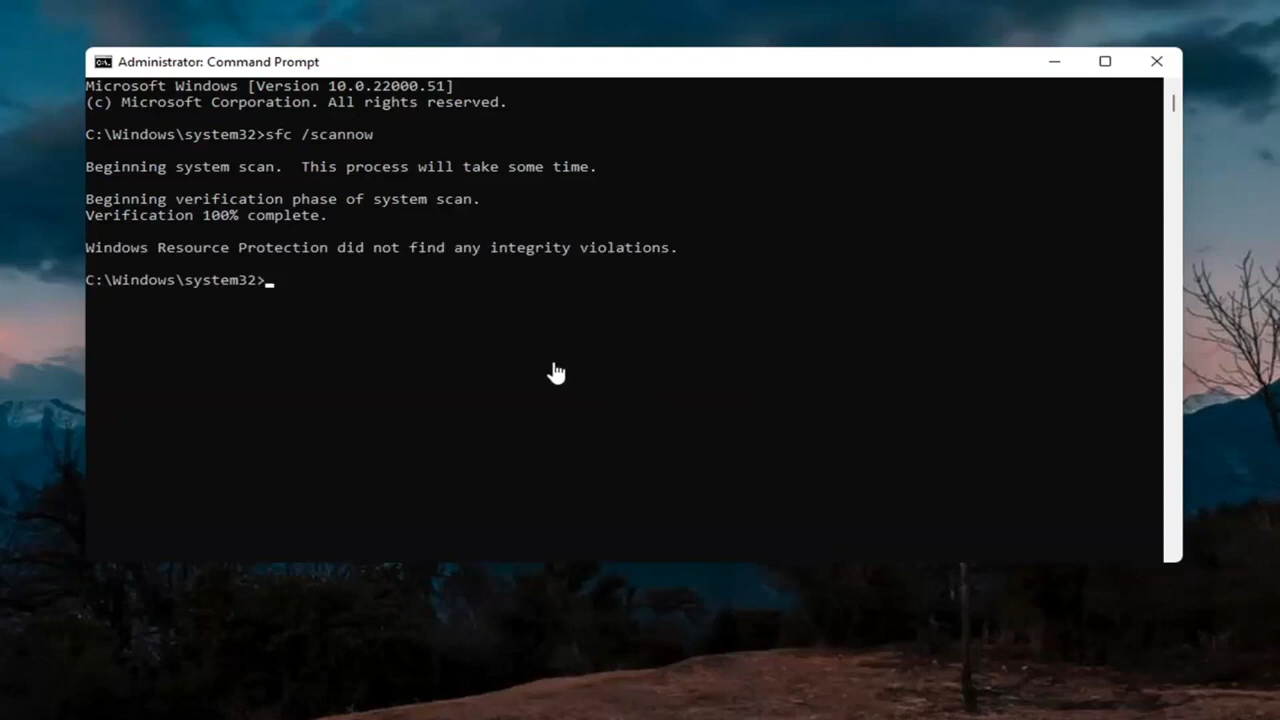 Administrator: Command Prompt
Microsoft Windows [Version 10.0.22000.51]
(c) Microsoft Corporation. All rights reserved.
C:\Windows\system32>sfc /scannow
Beginning system scan.  This process will take some time.
Beginning verification phase of system scan.
Verification 100% complete.
Windows Resource Protection did not find any integrity violations.
C:\Windows\system32>